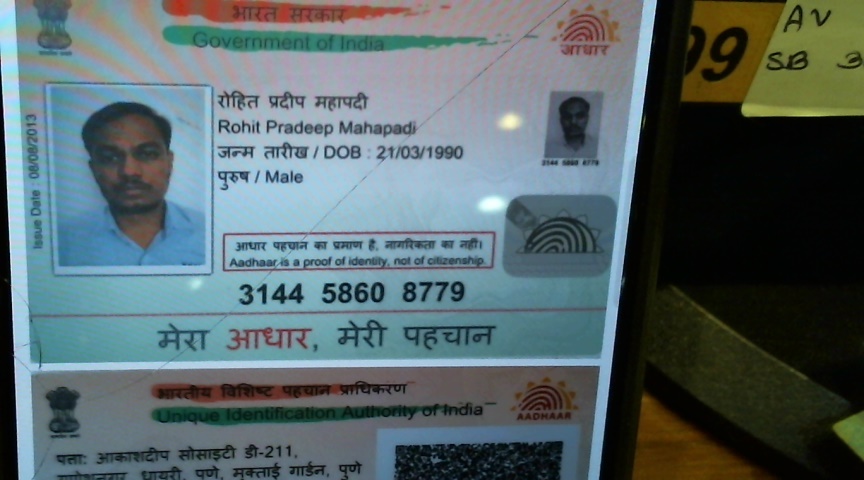 भारत सरकार
Government of India
आधार
Issue Date : 08/08/2013
रोहित प्रदीप महापदी
Rohit Pradeep Mahapadi
जन्म तारीख / DOB : 21/03/1990
पुरुष / Male
3144 5860 8779
आधार पहचान का प्रमाण है, नागरिकता का नहीं।
Aadhaar is a proof of identity, not of citizenship.
3144 5860 8779
मेरा आधार, मेरी पहचान
भारतीय विशिष्ट पहचान प्राधिकरण
Unique Identification Authority of India
AADHAAR
पता: आकाशदीप सोसाइटी डी-211,
धायरी, पुणे, मुक्ताई गार्डन, पुणे
99
AV
SB 3